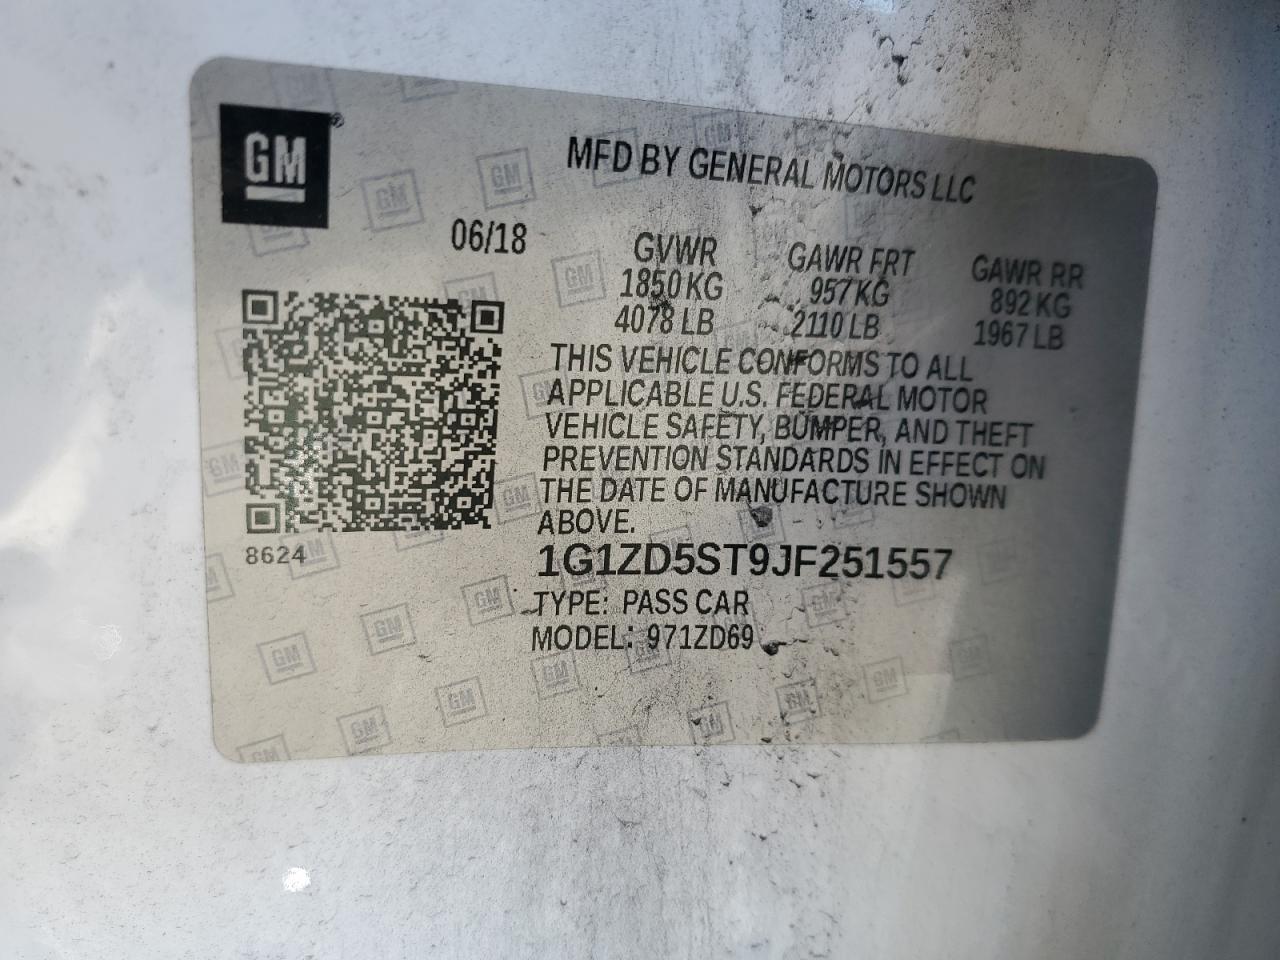 GM
MFD BY GENERAL MOTORS LLC
06/18
GVWR GAWR FRT GAWR RR
1850 KG 957 KG 892 KG
4078 LB 2110 LB 1967 LB
THIS VEHICLE CONFORMS TO ALL
APPLICABLE U.S. FEDERAL MOTOR
VEHICLE SAFETY, BUMPER, AND THEFT
PREVENTION STANDARDS IN EFFECT ON
THE DATE OF MANUFACTURE SHOWN
ABOVE.
8624
1G1ZD5ST9JF251557
TYPE: PASS CAR
MODEL: 971ZD69